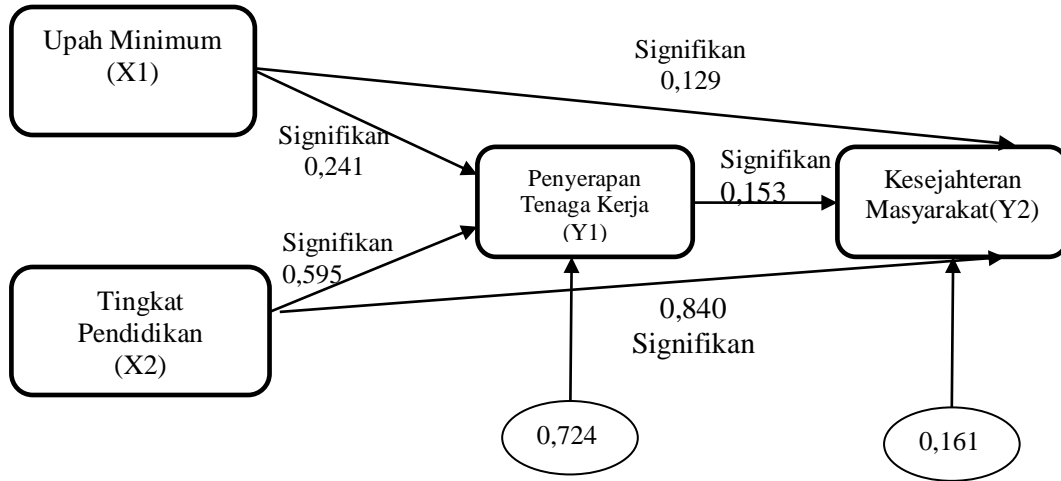 Upah Minimum
(X1)
Signifikan
0,129
Signifikan
0,241
Penyerapan
Tenaga Kerja
(Y1)
Signifikan
0,153
Kesejahteran
Masyarakat(Y2)
Signifikan
0,595
Tingkat
Pendidikan
(X2)
0,840
Signifikan
0,724
0,161